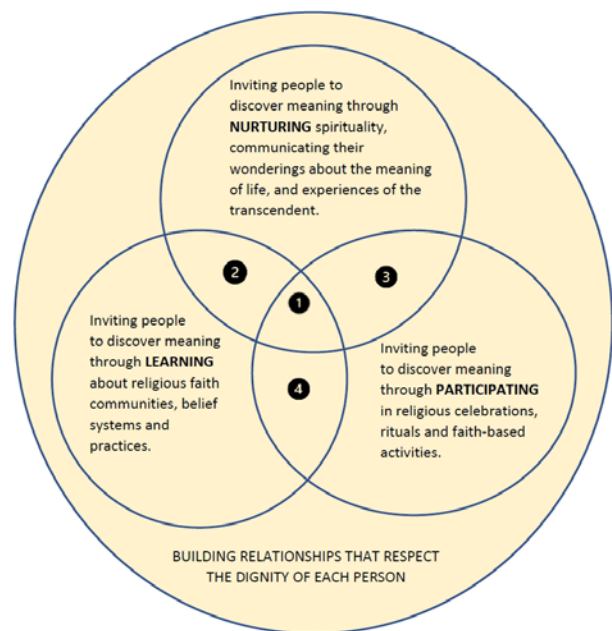 Inviting people to
discover meaning through
NURTURING spirituality,
communicating their
wonderings about the meaning
of life, and experiences of the
transcendent.
2
3
1
Inviting people
to discover meaning
through LEARNING
about religious faith
communities, belief
systems and
practices.
4
Inviting people
to discover meaning
through PARTICIPATING
in religious celebrations,
rituals and faith-based
activities.
BUILDING RELATIONSHIPS THAT RESPECT
THE DIGNITY OF EACH PERSON